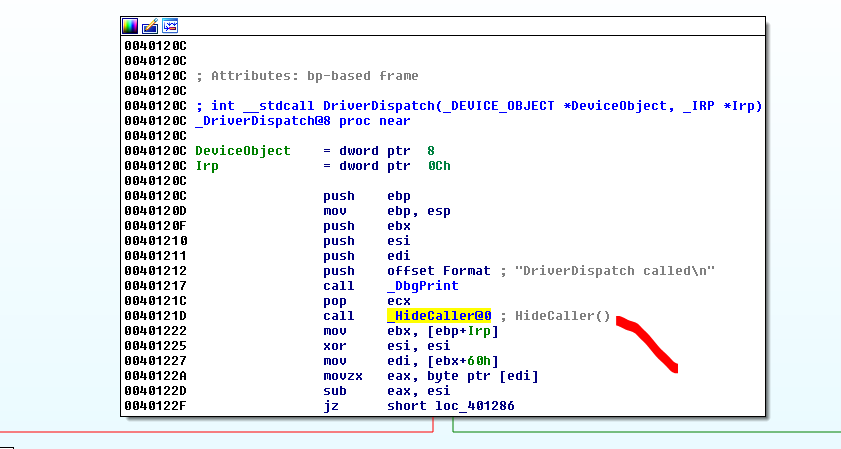 0040120C
0040120C
0040120C ; Attributes: bp-based frame
0040120C
0040120C ; int __stdcall DriverDispatch(_DEVICE_OBJECT *DeviceObject, _IRP *Irp)
0040120C _DriverDispatch@8 proc near
0040120C
0040120C DeviceObject = dword ptr 8
0040120C Irp = dword ptr 0Ch
0040120C
0040120C push ebp
0040120D mov ebp, esp
0040120F push ebx
00401210 push esi
00401211 push edi
00401212 push offset Format ; "DriverDispatch called\n"
00401217 call _DbgPrint
0040121C pop ecx
0040121D call _HideCaller@0 ; HideCaller()
00401222 mov ebx, [ebp+Irp]
00401225 xor esi, esi
00401227 mov edi, [ebx+60h]
0040122A movzx eax, byte ptr [edi]
0040122D sub eax, esi
0040122F jz short loc_401286